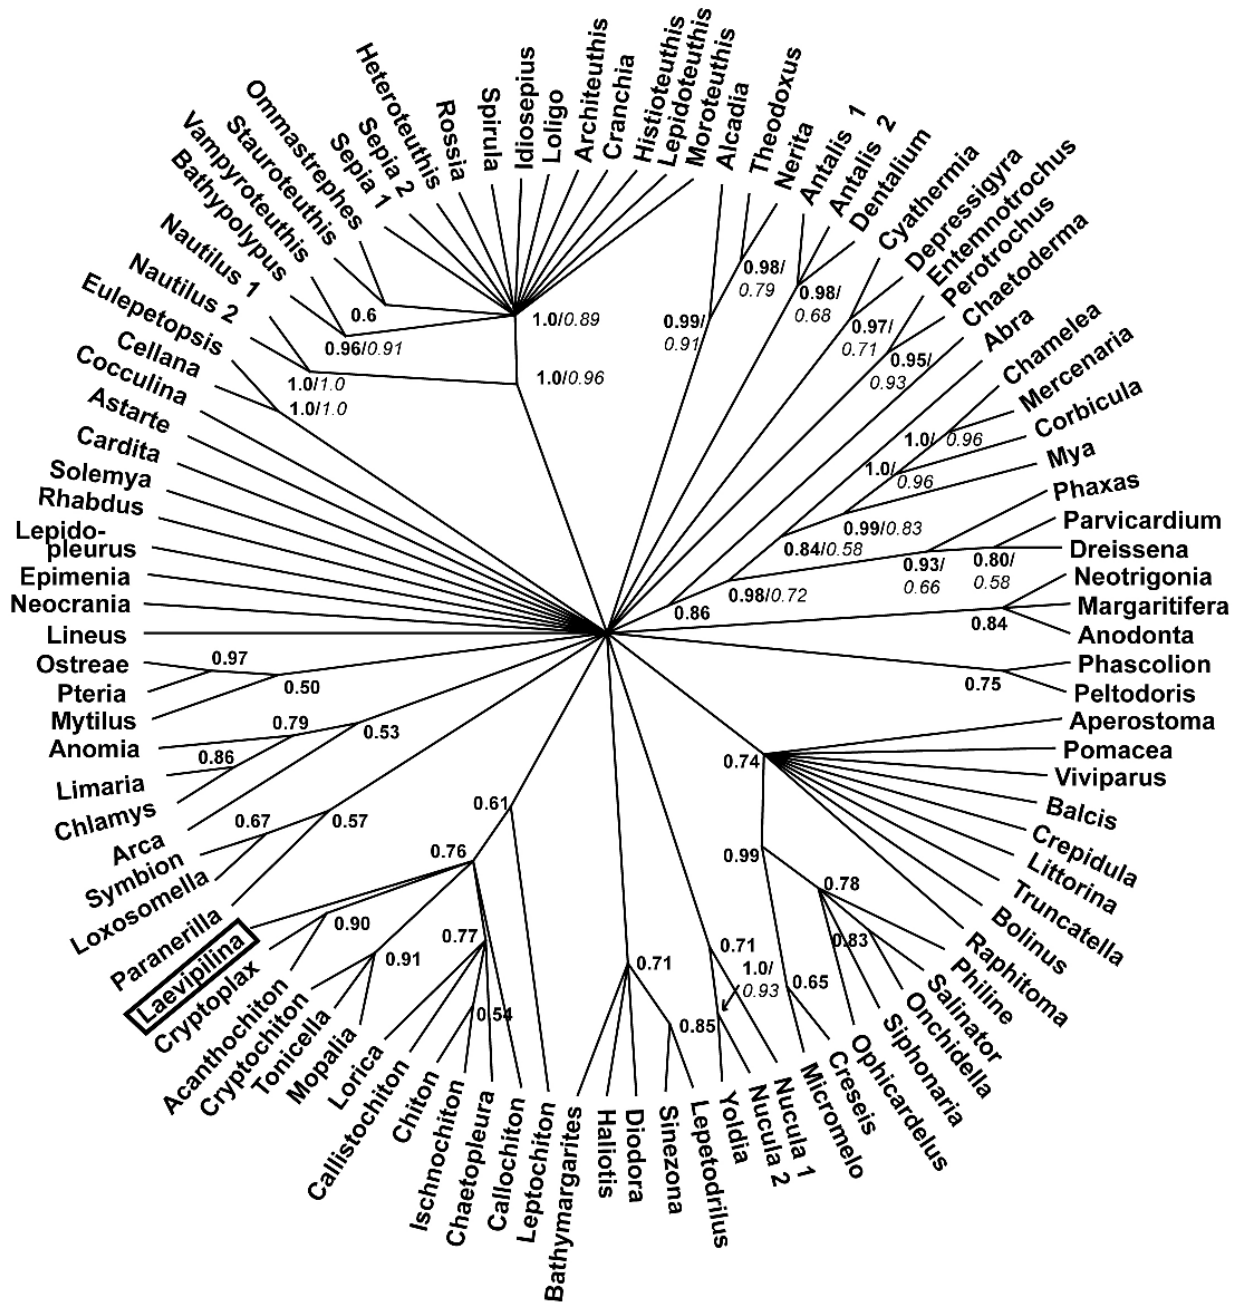 Heteroteuthis
Rossia
Spirula
Idiosepius
Loligo
Architeuthis
Cranchia
Histioteuthis
Lepidoteuthis
Moroteuthis
Alcadia
Theodoxus
Nerita
Antalis 1
Antalis 2
Dentalium
Cyathermia
Depressigyra
Entemnotrochus
Perotrochus
Chaetoderma
Abra
Chamelea
Mercenaria
Corbicula
Mya
Phaxas
Parvicardium
Dreissena
Neotrigonia
Margaritifera
Anodonta
Phascolion
Peltodoris
Aperostoma
Pomacea
Viviparus
Balcis
Crepidula
Littorina
Truncatella
Bolinus
Raphitoma
Philine
Salinator
Onchidella
Siphonaria
Ophicardelus
Creseis
Micromelo
Nucula 1
Nucula 2
Yoldia
Lepetodrilus
Sinezona
Diodora
Haliotis
Bathymargarites
Leptochiton
Callochiton
Chaetopleura
Ischnochiton
Chiton
Callistochiton
Lorica
Mopalia
Tonicella
Cryptochiton
Acanthochiton
Cryptoplax
Laevipilina
Paranerilla
Loxosomella
Symbion
Arca
Chlamys
Limaria
Anomia
Mytilus
Pteria
Ostreae
Lineus
Neocrania
Epimenia
Lepido-
pleurus
Rhabdus
Solemya
Cardita
Astarte
Cocculina
Cellana
Eulepetopsis
Nautilus 2
Nautilus 1
Bathypolypus
Vampyroteuthis
Stauroteuthis
Ommastrephes
Sepia 1
Sepia 2
0.6
0.96/0.91
1.0/0.89
1.0/1.0
1.0/1.0
1.0/0.96
0.99/
0.91
0.98/
0.79
0.98/
0.68
0.97/
0.71
0.95/
0.93
1.0/ 0.96
1.0/
0.96
0.99/0.83
0.84/0.58
0.93/
0.66
0.80/
0.58
0.98/0.72
0.86
0.84
0.75
0.74
0.99
0.78
0.83
0.65
0.71
1.0/
0.93
0.71
0.85
0.61
0.76
0.90
0.91
0.77
0.54
0.57
0.67
0.53
0.79
0.86
0.50
0.97